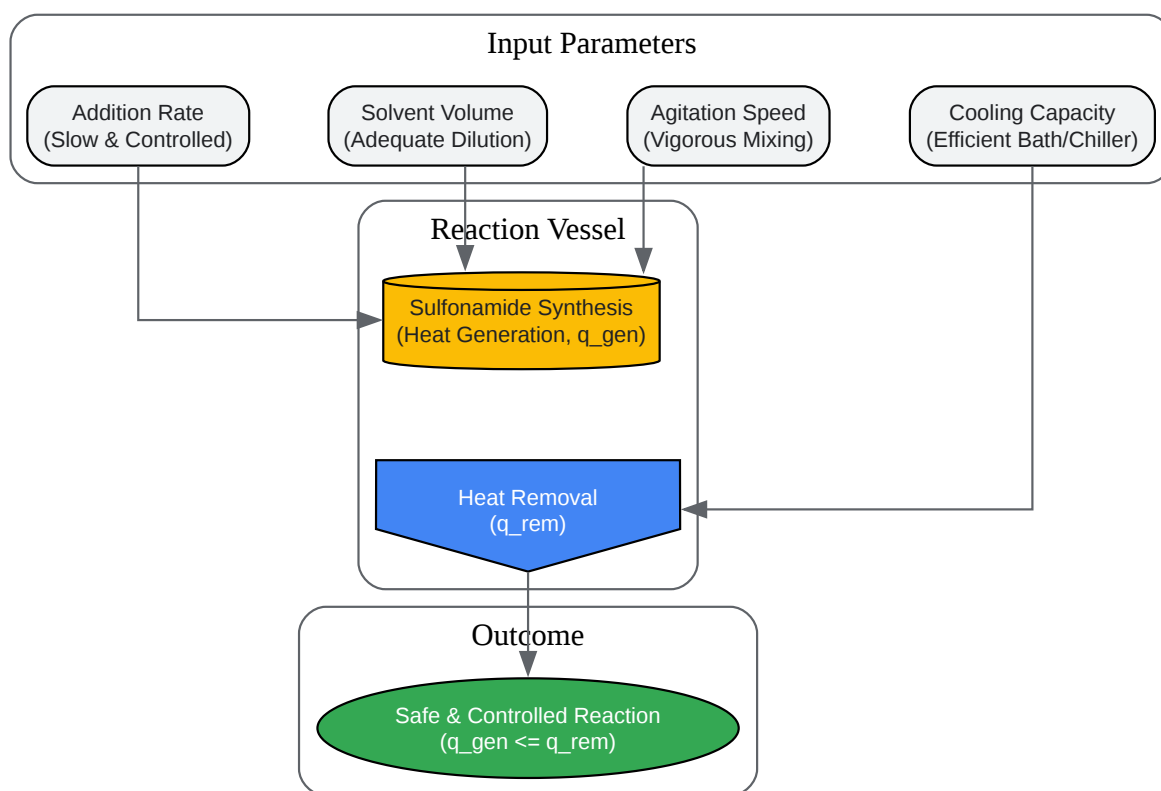 Input Parameters
Addition Rate
(Slow & Controlled)
Solvent Volume
(Adequate Dilution)
Agitation Speed
(Vigorous Mixing)
Cooling Capacity
(Efficient Bath/Chiller)
Reaction Vessel
Sulfonamide Synthesis
(Heat Generation, q_gen)
Heat Removal
(q_rem)
Outcome
Safe & Controlled Reaction
(q_gen <= q_rem)